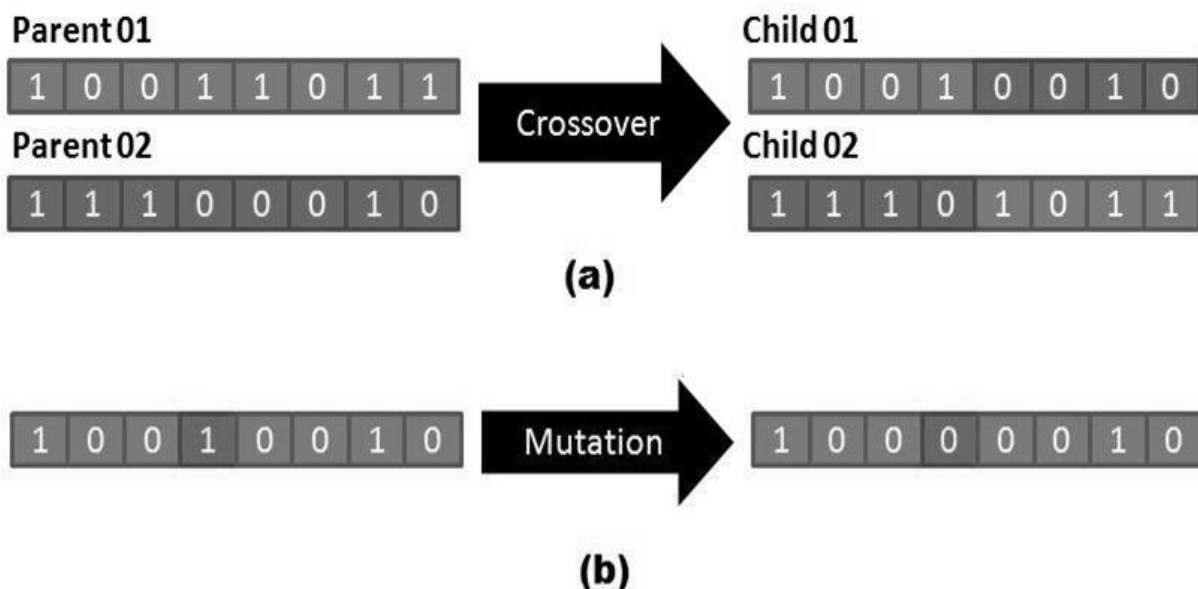 Parent 01
1 0 0 1 1 0 1 1
Parent 02
1 1 1 0 0 0 1 0
Crossover
Child 01
1 0 0 1 0 0 1 0
Child 02
1 1 1 0 1 0 1 1
(a)
1 0 0 1 0 0 1 0
Mutation
1 0 0 0 0 0 1 0
(b)